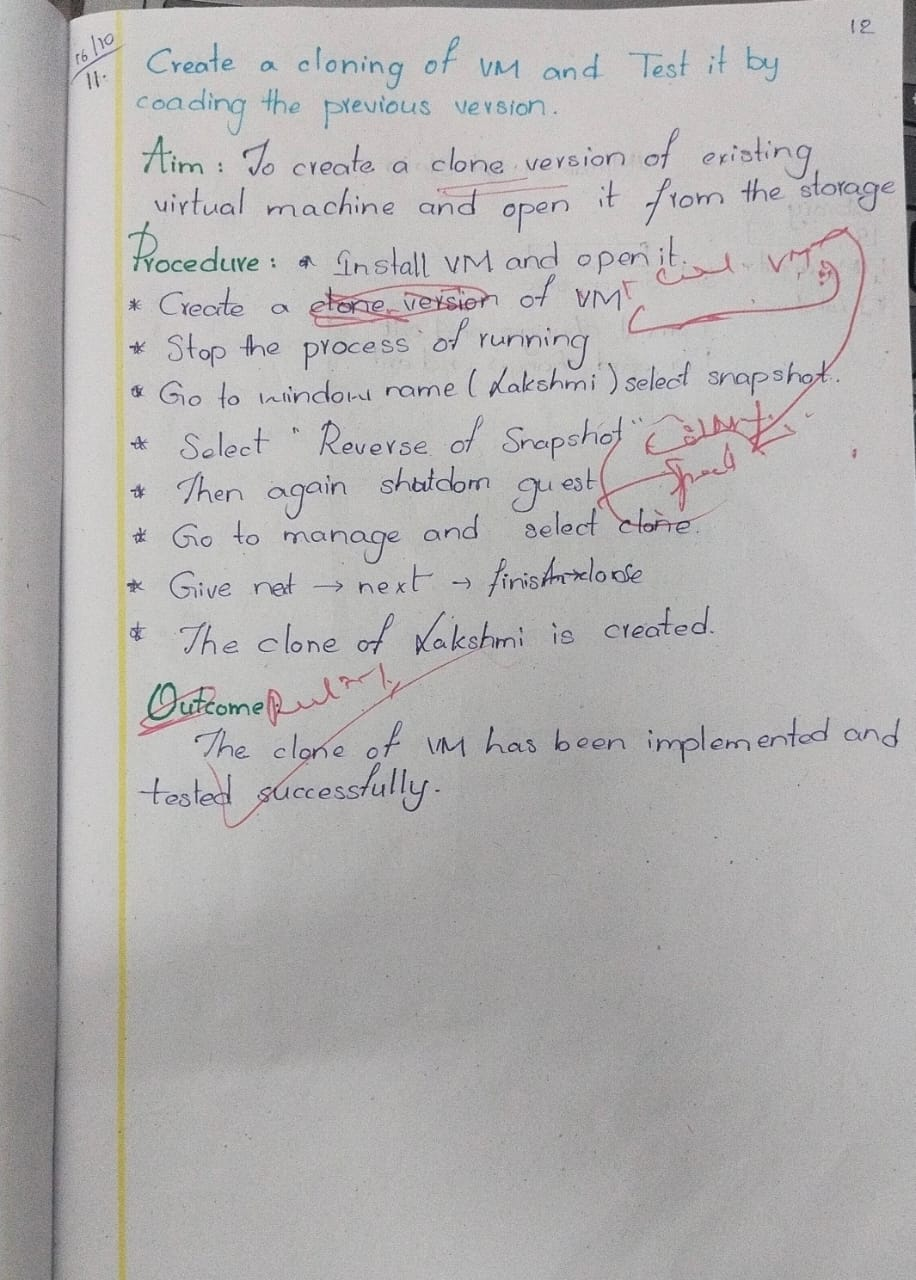 12
16/10
11.
Create a cloning of VM and Test it by
coading the previous version.
Aim : To create a clone version of existing
virtual machine and open it from the storage
Procedure : * Install VM and open it.
* Create a clone version of VM
* Stop the process of running
* Go to window name (Lakshmi) select snapshot.
* Select "Reverse of Snapshot"
* Then again shutdom guest
* Go to manage and select clone.
* Give net → next → finish
* The clone of Lakshmi is created.
Outcome
The clone of VM has been implemented and
tested successfully.